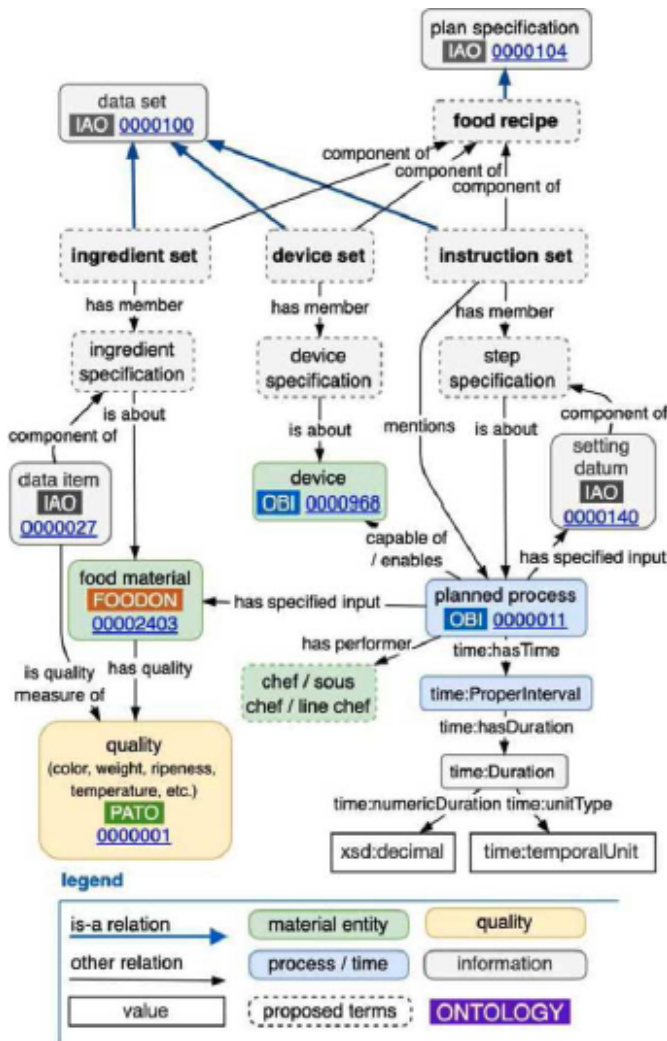 plan specification
IAO 0000104
data set
IAO 0000100
food recipe
component of
component of
component of
ingredient set
device set
instruction set
has member
has member
has member
ingredient
specification
device
specification
step
specification
is about
is about
mentions
is about
component of
component of
data item
IAO
0000027
device
OBI 0000968
setting
datum
IAO
0000140
capable of
/ enables
has specified input
food material
FOODON
00002403
has specified input
planned process
OBI 0000011
has performer
time:hasTime
is quality
measure of
has quality
chef / sous
chef / line chef
time:ProperInterval
time:hasDuration
quality
(color, weight, ripeness,
temperature, etc.)
PATO
0000001
time:Duration
time:numericDuration time:unitType
xsd:decimal
time:temporalUnit
legend
is-a relation
material entity
quality
other relation
process / time
information
value
proposed terms
ONTOLOGY